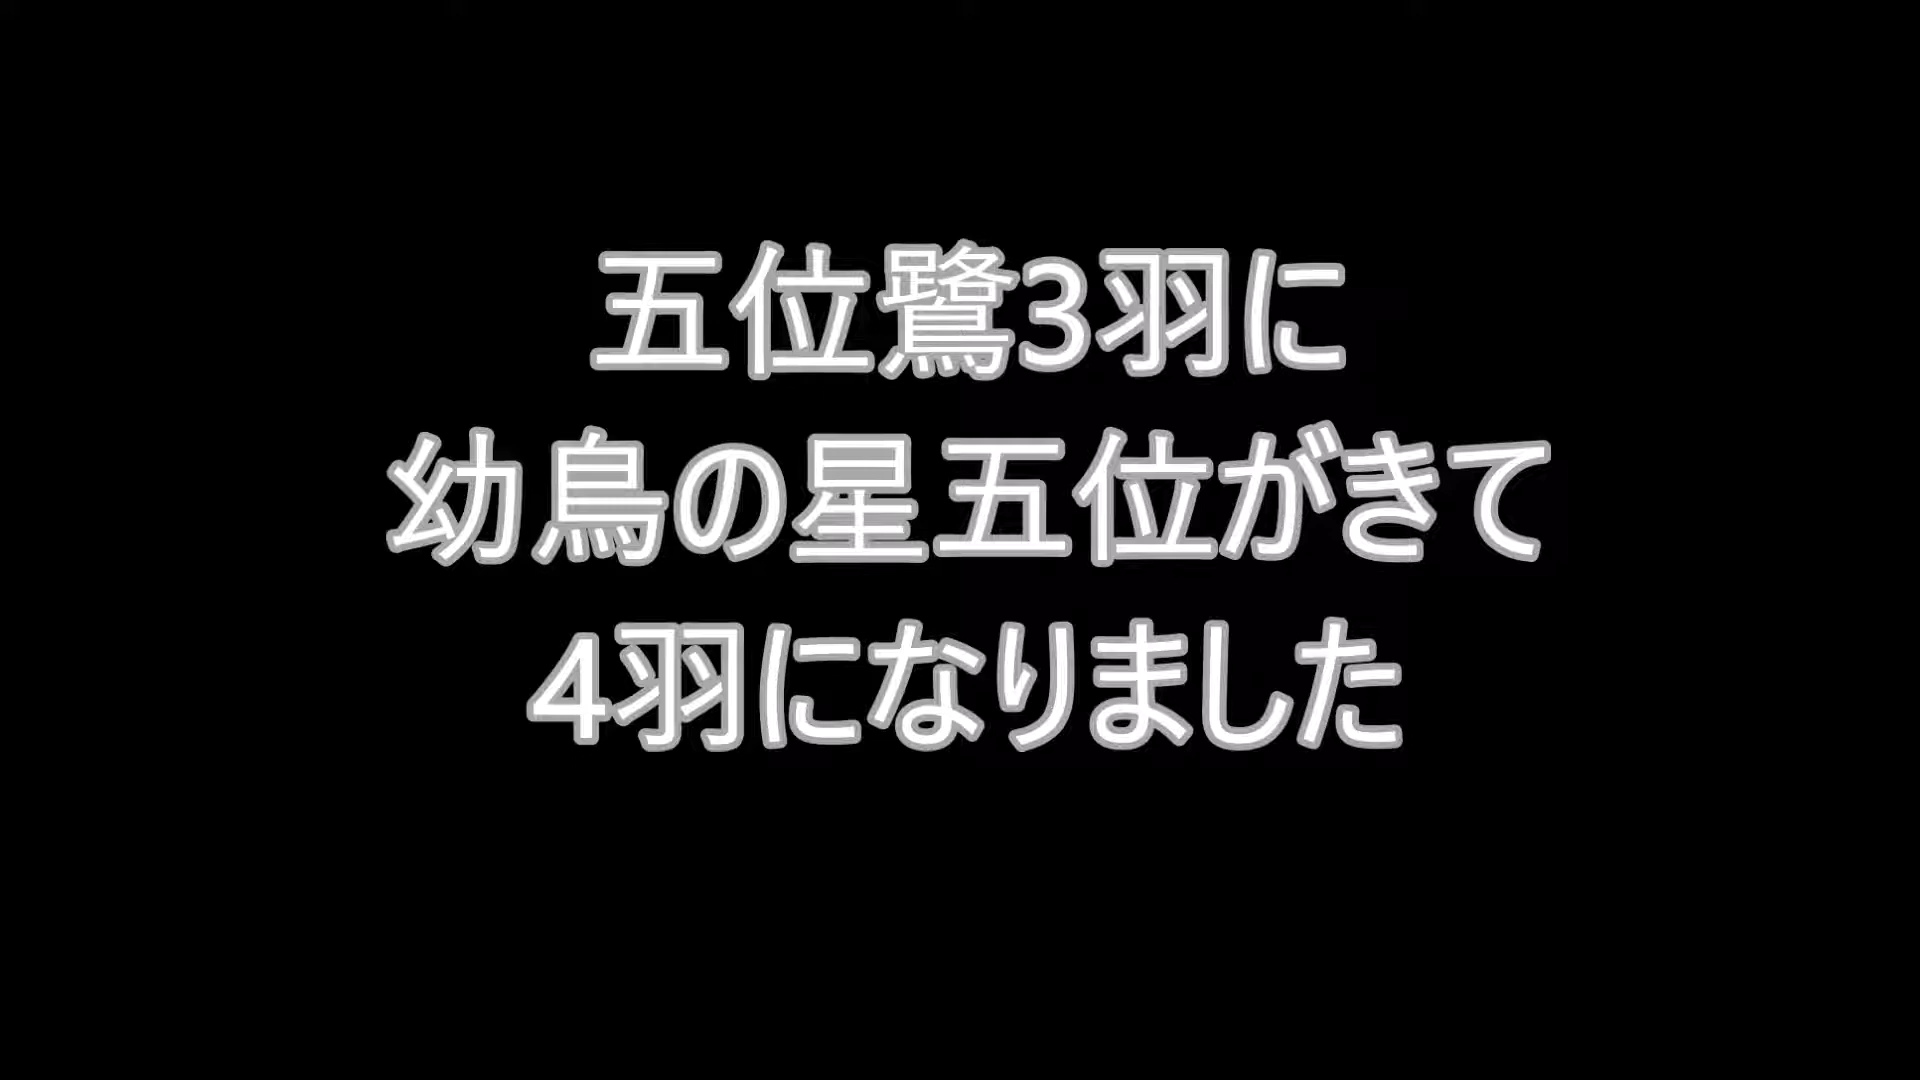 五位鷺3羽に
幼鳥の星五位がきて
4羽になりました